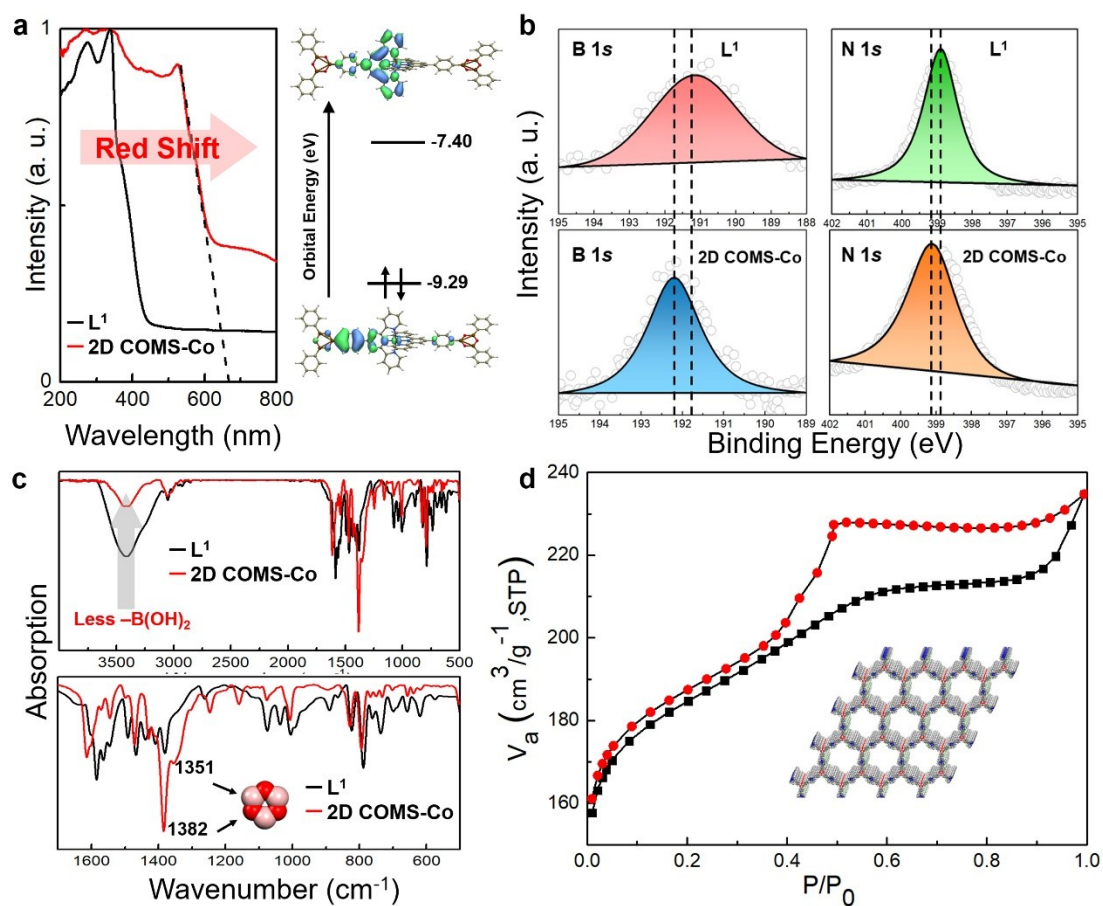 a
1
0
Intensity (a. u.)
Red Shift
L¹
2D COMS-Co
200 400 600 800
Wavelength (nm)
Orbital Energy (eV)
-7.40
-9.29
b
B 1s L¹
195 194 193 192 191 190 189 188
N 1s L¹
402 401 400 399 398 397 396 395
B 1s 2D COMS-Co
195 194 193 192 191 190 189
N 1s 2D COMS-Co
402 401 400 399 398 397 396 395
Intensity (a. u.)
Binding Energy (eV)
c
L¹
2D COMS-Co
Less –B(OH)₂
3500 3000 2500 2000 1500 1000 500
Absorption
1351
1382
L¹
2D COMS-Co
1600 1400 1200 1000 800 600
Wavenumber (cm⁻¹)
d
240
220
200
180
160
Vₐ (cm³/g⁻¹, STP)
0.0 0.2 0.4 0.6 0.8 1.0
P/P₀